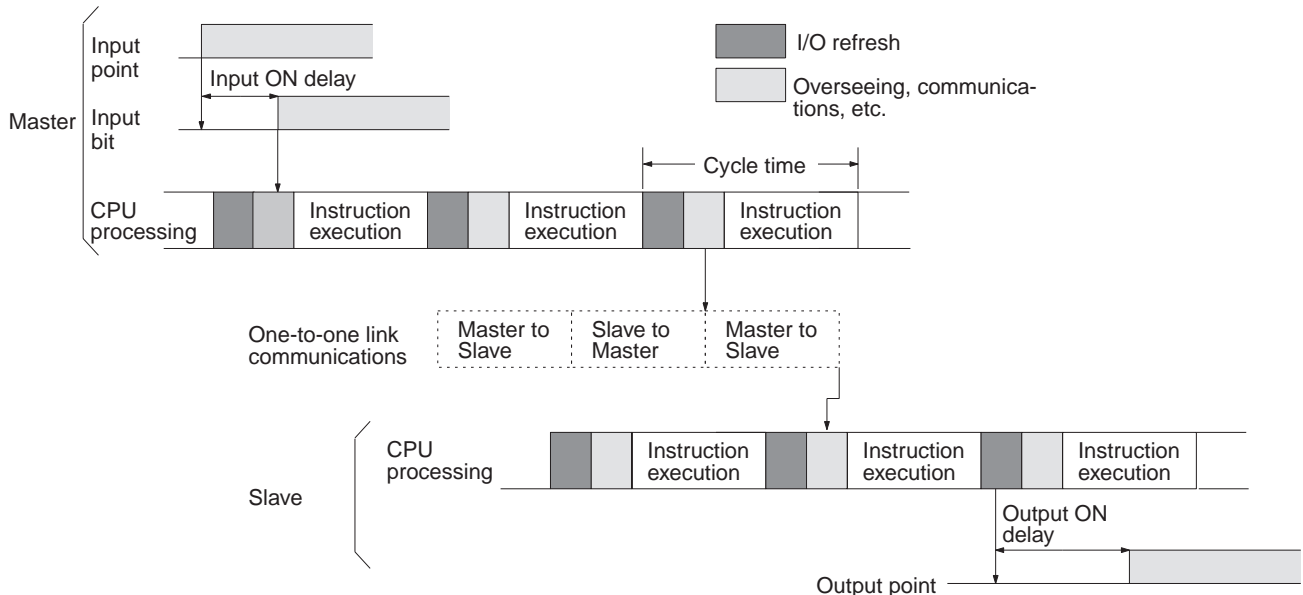 Input
point
I/O refresh
Input ON delay
Overseeing, communica-
tions, etc.
Master
Input
bit
Cycle time
CPU
processing
Instruction
execution
Instruction
execution
Instruction
execution
One-to-one link
communications
Master to
Slave
Slave to
Master
Master to
Slave
Slave
CPU
processing
Instruction
execution
Instruction
execution
Instruction
execution
Output ON
delay
Output point